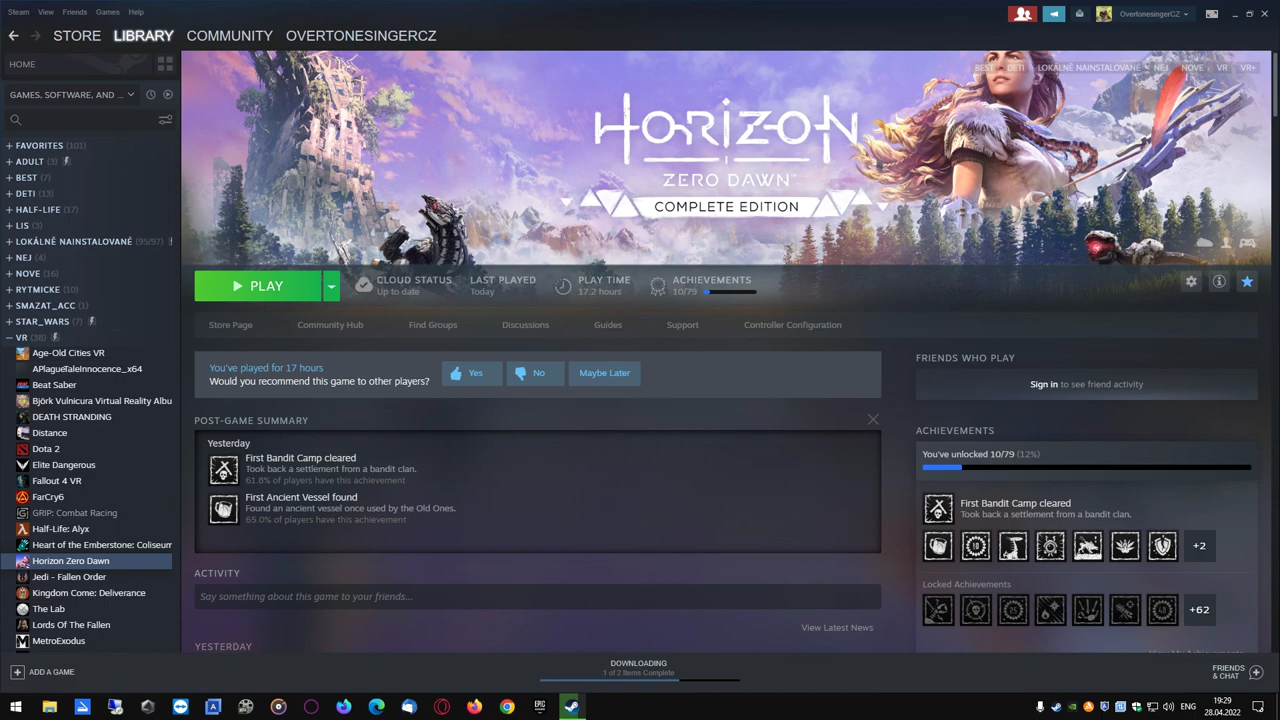 Steam View Friends Games Help
OvertonesingerCZ
STORE LIBRARY COMMUNITY OVERTONESINGERCZ
HOME
GAMES, SOFTWARE, AND ...
FAVORITES (101)
ADULT (3)
BEST (7)
DETI (13)
HALF-LIFE (17)
LIS (3)
LOKÁLNĚ NAINSTALOVANÉ (95/97)
NEJ (4)
NOVE (16)
RYTMICKE (10)
SMAZAT_ACC (1)
STAR_WARS (7)
VR (38)
Age-Old Cities VR
APlagueTaleInnocence_x64
Beat Saber
Björk Vulnicura Virtual Reality Albu
DEATH STRANDING
Distance
Dota 2
Elite Dangerous
Fallout 4 VR
FarCry6
GRIP: Combat Racing
Half-Life: Alyx
Heart of the Emberstone: Coliseum
Horizon Zero Dawn
Jedi - Fallen Order
Kingdom Come: Deliverance
The Lab
Lords Of The Fallen
MetroExodus
BEST DETI LOKÁLNĚ NAINSTALOVANÉ NEJ NOVE VR VR+
HORIZON
ZERO DAWN™
COMPLETE EDITION
PLAY
CLOUD STATUS
Up to date
LAST PLAYED
Today
PLAY TIME
17.2 hours
ACHIEVEMENTS
10/79
Store Page Community Hub Find Groups Discussions Guides Support Controller Configuration
You've played for 17 hours
Would you recommend this game to other players?
Yes No Maybe Later
POST-GAME SUMMARY
Yesterday
First Bandit Camp cleared
Took back a settlement from a bandit clan.
61.8% of players have this achievement
First Ancient Vessel found
Found an ancient vessel once used by the Old Ones.
65.0% of players have this achievement
ACTIVITY
Say something about this game to your friends...
View Latest News
YESTERDAY
FRIENDS WHO PLAY
Sign in to see friend activity
ACHIEVEMENTS
You've unlocked 10/79 (12%)
First Bandit Camp cleared
Took back a settlement from a bandit clan.
+2
Locked Achievements
+62
ADD A GAME
DOWNLOADING
1 of 2 Items Complete
FRIENDS
& CHAT
ENG
19:29
28.04.2022